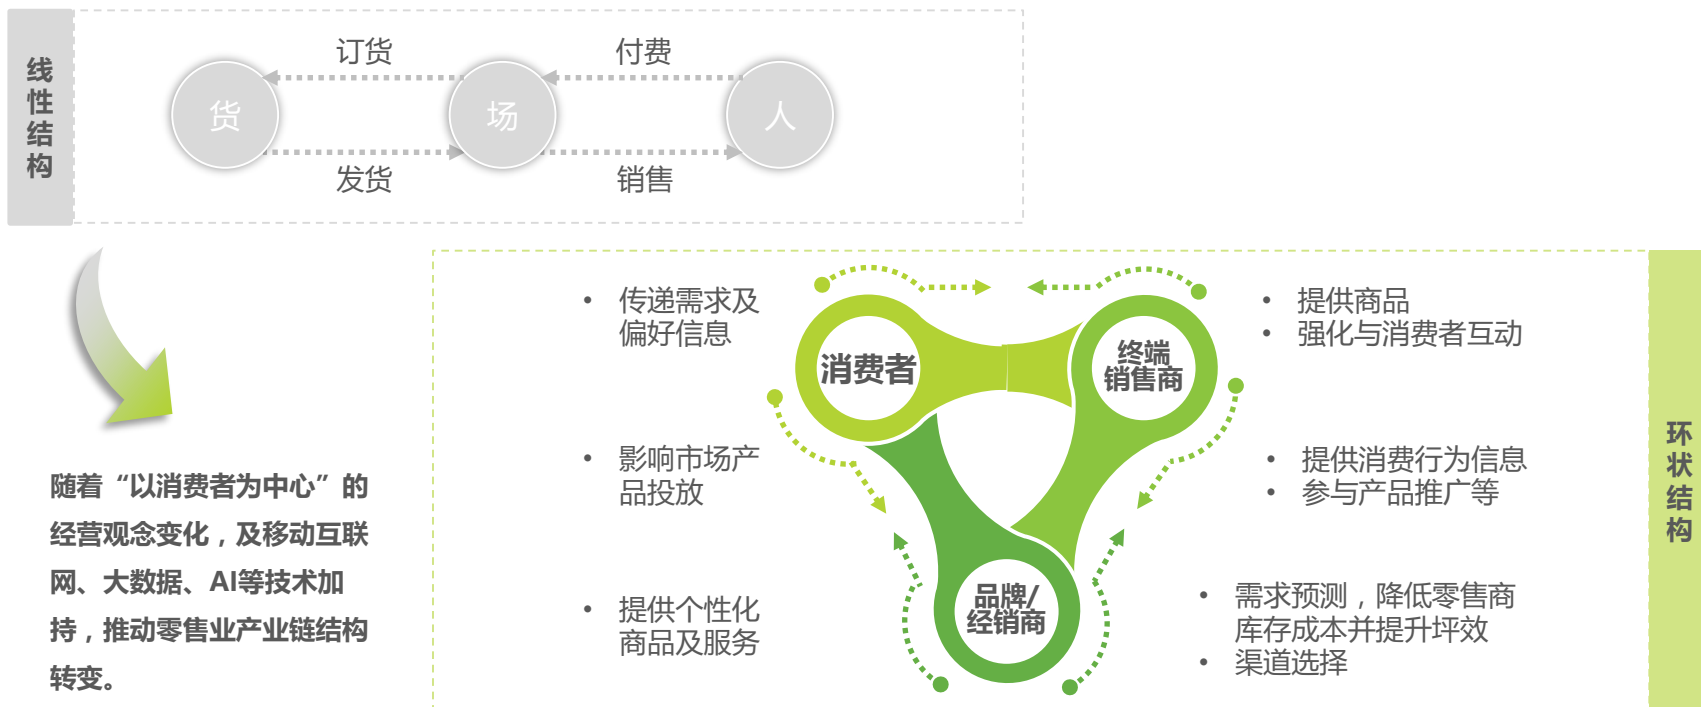 线性结构
订货
付费
货
场
人
发货
销售
随着“以消费者为中心”的
经营观念变化，及移动互联
网、大数据、AI等技术加
持，推动零售业产业链结构
转变。
• 传递需求及
偏好信息
• 影响市场产
品投放
• 提供个性化
商品及服务
消费者
终端
销售商
品牌/
经销商
• 提供商品
• 强化与消费者互动
• 提供消费行为信息
• 参与产品推广等
• 需求预测，降低零售商
库存成本并提升坪效
• 渠道选择
环状结构